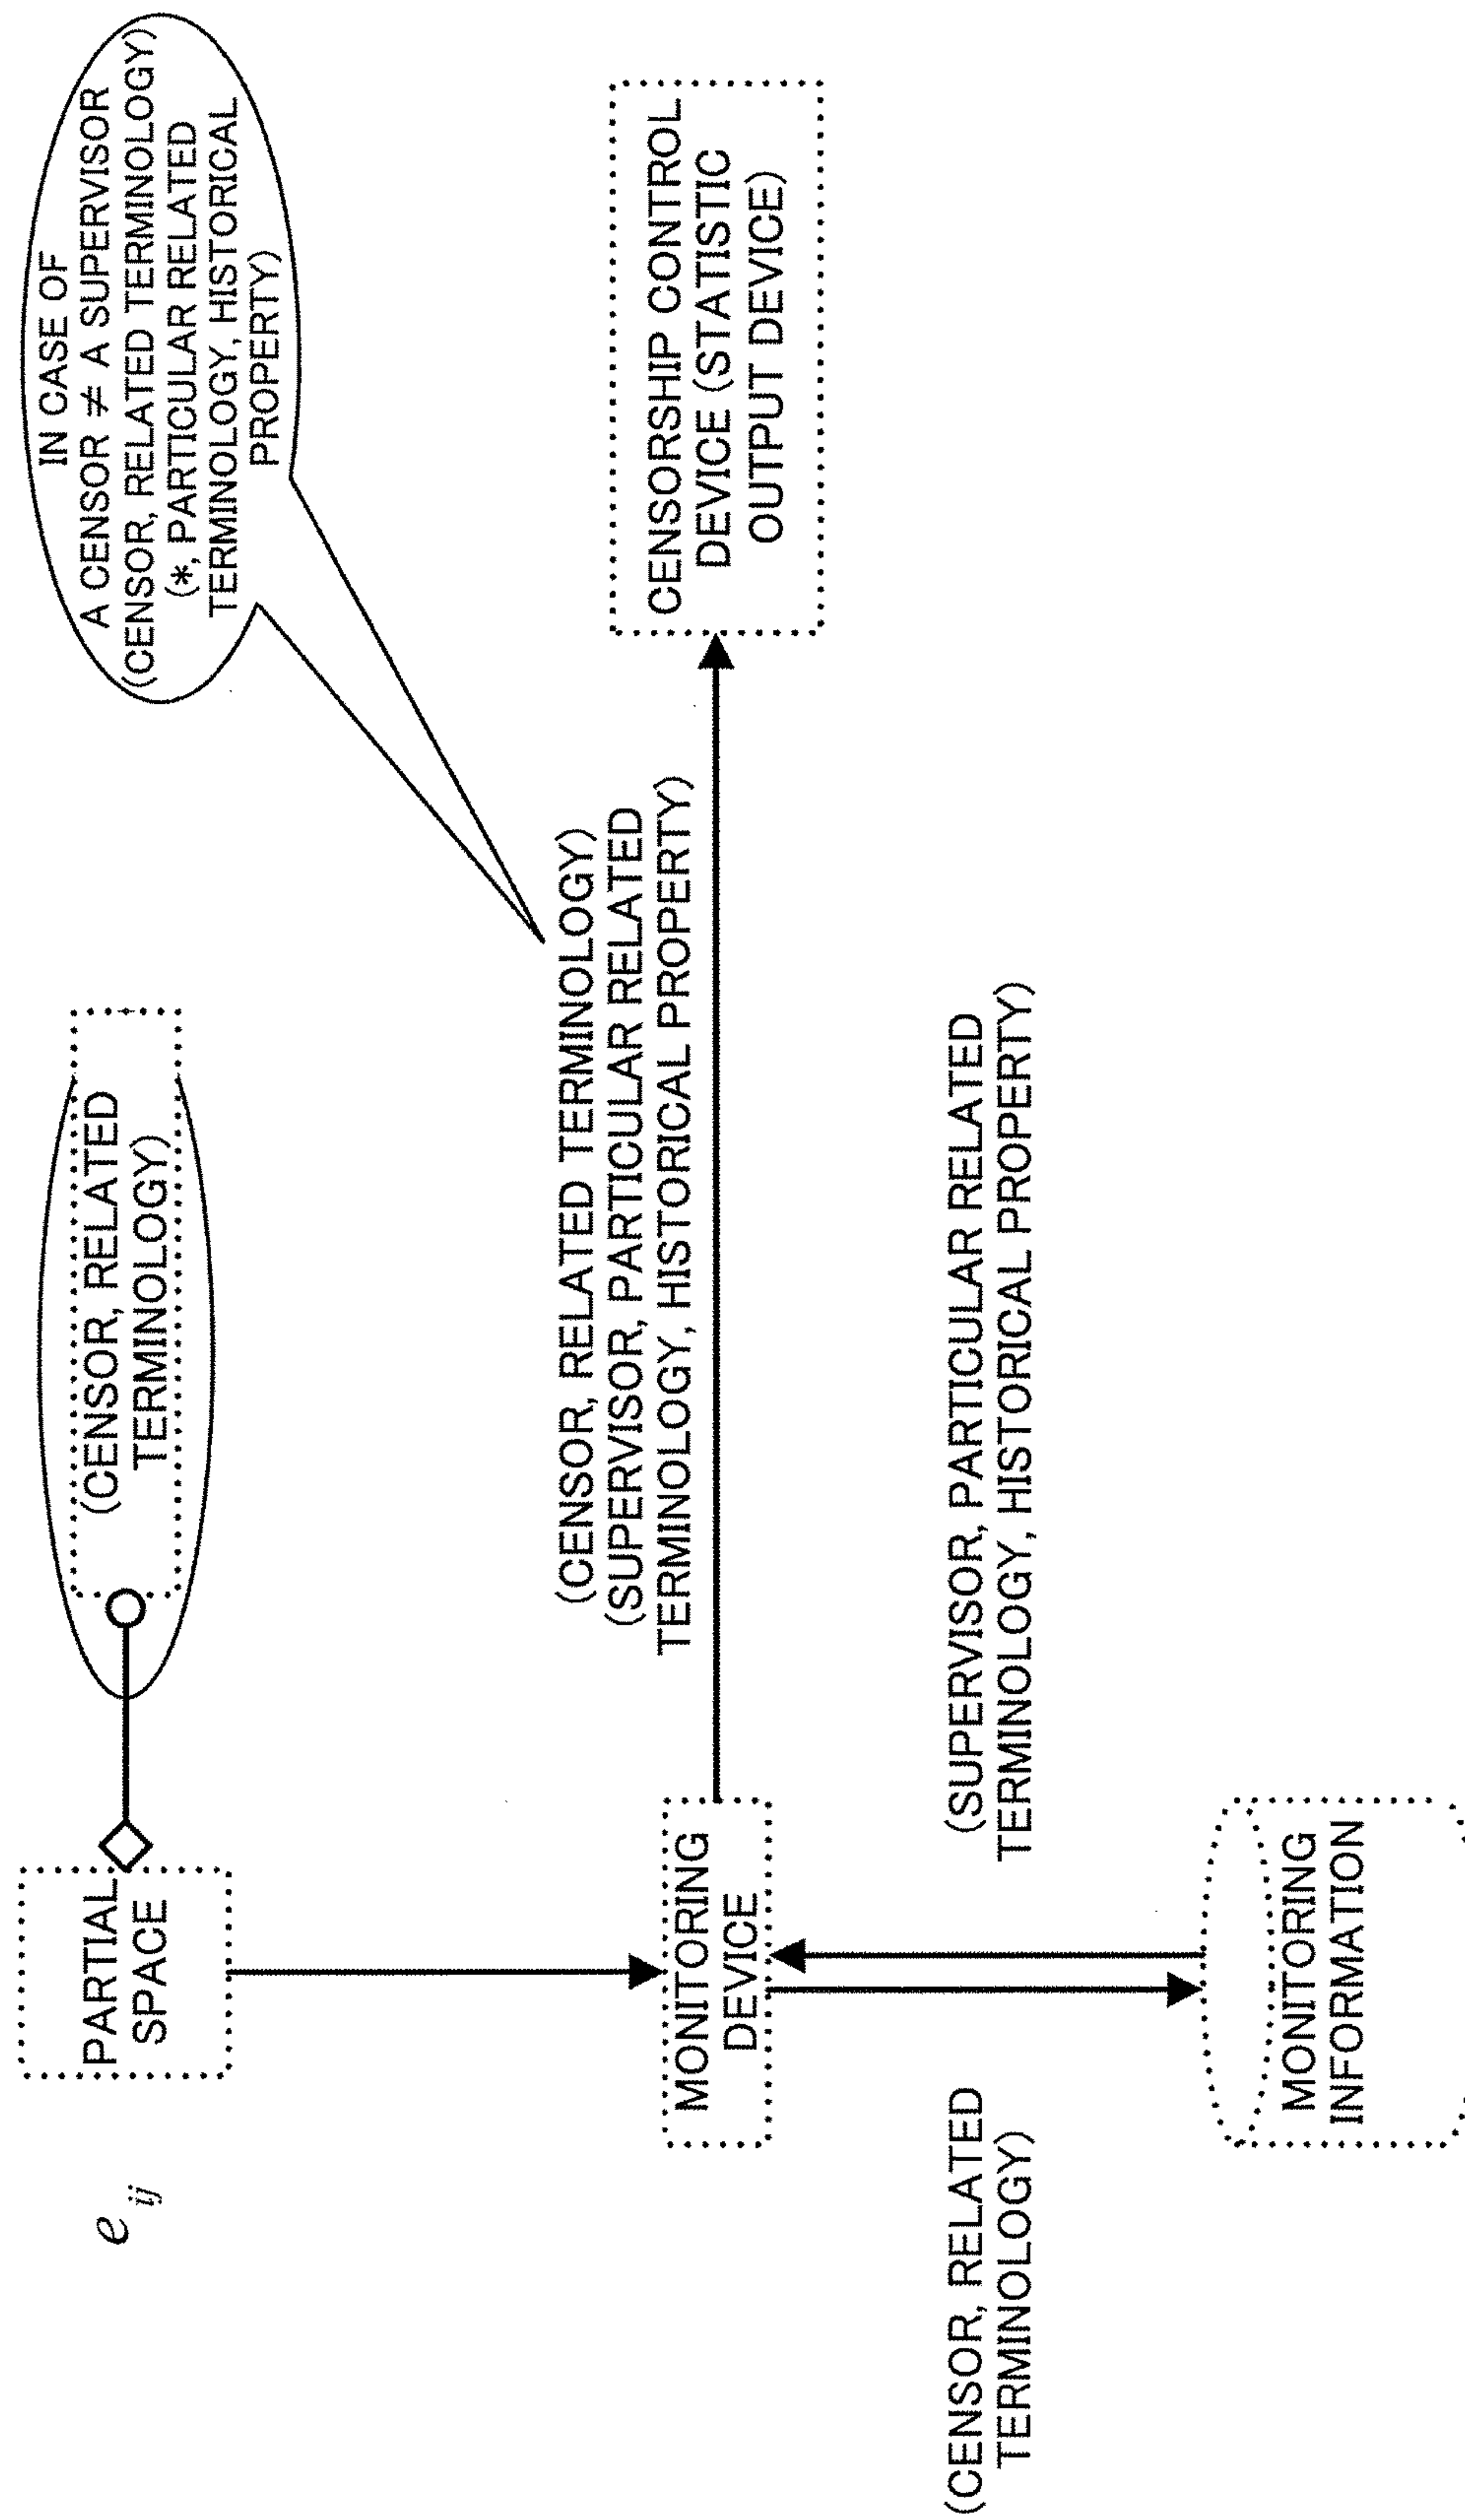 e ij
PARTIAL
SPACE
(CENSOR, RELATED
TERMINOLOGY)
IN CASE OF
A CENSOR ≠ A SUPERVISOR
(CENSOR, RELATED TERMINOLOGY)
(*, PARTICULAR RELATED
TERMINOLOGY, HISTORICAL
PROPERTY)
(CENSOR, RELATED TERMINOLOGY)
(SUPERVISOR, PARTICULAR RELATED
TERMINOLOGY, HISTORICAL PROPERTY)
MONITORING
DEVICE
CENSORSHIP CONTROL
DEVICE (STATISTIC
OUTPUT DEVICE)
(CENSOR, RELATED
TERMINOLOGY)
(SUPERVISOR, PARTICULAR RELATED
TERMINOLOGY, HISTORICAL PROPERTY)
MONITORING
INFORMATION